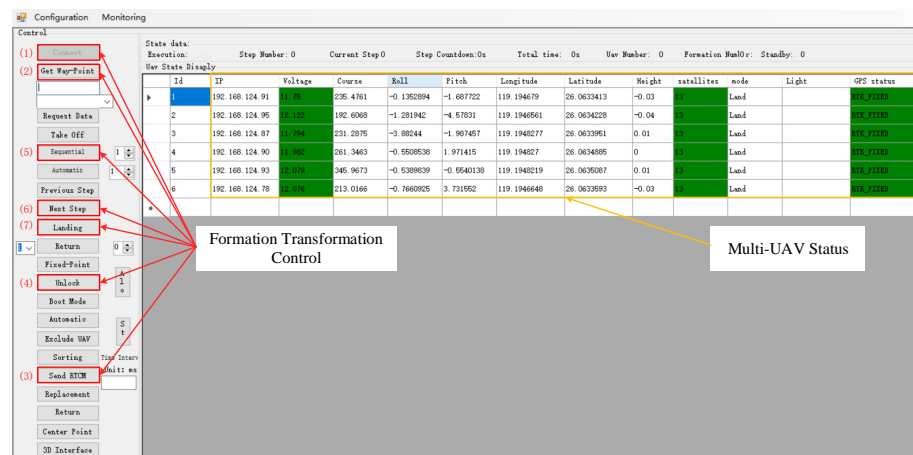 Configuration Monitoring
Control
(1) Connect
(2) Get Way-Point
Request Data
Take Off
(5) Sequential 1
Automatic 1
Previous Step
(6) Next Step
(7) Landing
Return 0
Fixed-Point
(4) Unlock
Boot Mode
Automatic
Exclude UAV
Sorting Time Interv
(3) Send RTCM Unit: ms
Replacement
Return
Center Point
3D Interface
State data:
Execution: Step Number: 0 Current Step 0 Step Countdown:0s Total time: 0s Uav Number: 0 Formation Standby: 0
Uav State Disaply
Id IP Voltage Course Roll Pitch Longitude Latitude Height satellites mode Light GPS status
1 192.168.124.91 11.75 235.4761 -0.1352894 -1.687722 119.194679 26.0633413 -0.03 13 Land RTK_FIXED
2 192.168.124.95 12.122 192.6068 -1.281942 -4.57831 119.1946561 26.0634228 -0.04 13 Land RTK_FIXED
3 192.168.124.87 11.794 231.2875 -3.88244 -1.987457 119.1948277 26.0633951 0.01 13 Land RTK_FIXED
4 192.168.124.90 11.982 261.3463 -0.5508538 1.971415 119.194827 26.0634885 0 13 Land RTK_FIXED
5 192.168.124.93 12.079 345.9673 -0.5389839 -0.5540138 119.1948219 26.0635087 0.01 13 Land RTK_FIXED
6 192.168.124.78 12.076 213.0166 -0.7660925 3.731552 119.1946648 26.0633593 -0.03 13 Land RTK_FIXED
Formation Transformation
Control
Multi-UAV Status